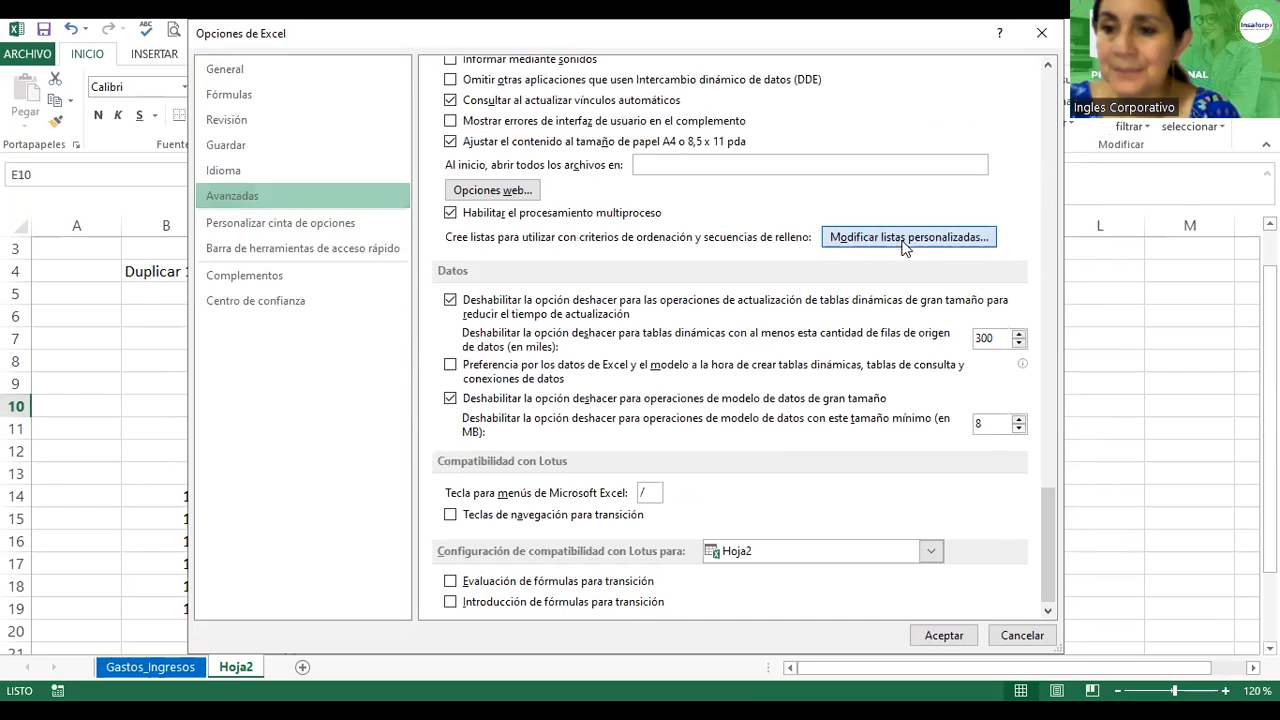 Opciones de Excel
?
ABC
ARCHIVO
INICIO
INSERTAR
Calibri
Pegar
N K S
Portapapeles
Fuente
E10
General
Fórmulas
Revisión
Guardar
Idioma
Avanzadas
Personalizar cinta de opciones
Barra de herramientas de acceso rápido
Complementos
Centro de confianza
Informar mediante sonidos
Omitir otras aplicaciones que usen Intercambio dinámico de datos (DDE)
Consultar al actualizar vínculos automáticos
Mostrar errores de interfaz de usuario en el complemento
Ajustar el contenido al tamaño de papel A4 o 8,5 x 11 pda
Al inicio, abrir todos los archivos en:
Opciones web...
Habilitar el procesamiento multiproceso
Cree listas para utilizar con criterios de ordenación y secuencias de relleno: Modificar listas personalizadas...
Datos
Deshabilitar la opción deshacer para las operaciones de actualización de tablas dinámicas de gran tamaño para
reducir el tiempo de actualización
Deshabilitar la opción deshacer para tablas dinámicas con al menos esta cantidad de filas de origen
de datos (en miles): 300
Preferencia por los datos de Excel y el modelo a la hora de crear tablas dinámicas, tablas de consulta y
conexiones de datos
Deshabilitar la opción deshacer para operaciones de modelo de datos de gran tamaño
Deshabilitar la opción deshacer para operaciones de modelo de datos con este tamaño mínimo (en
MB): 8
Compatibilidad con Lotus
Tecla para menús de Microsoft Excel: /
Teclas de navegación para transición
Configuración de compatibilidad con Lotus para: Hoja2
Evaluación de fórmulas para transición
Introducción de fórmulas para transición
Aceptar Cancelar
Insaforp
Ingles Corporativo
filtrar seleccionar
Modificar
A B L M
3
4 Duplicar 1
5
6
7
8
9
10
11
12
13
14 1
15 1
16 1
17 1
18 1
19 1
20
21
Gastos_Ingresos Hoja2
LISTO
120 %